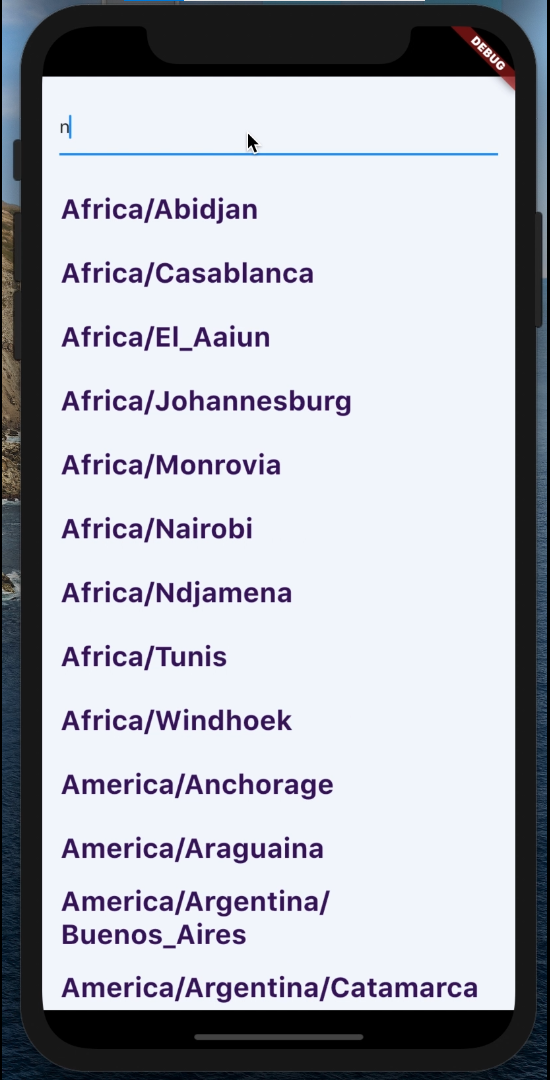 DEBUG
n
Africa/Abidjan
Africa/Casablanca
Africa/El_Aaiun
Africa/Johannesburg
Africa/Monrovia
Africa/Nairobi
Africa/Ndjamena
Africa/Tunis
Africa/Windhoek
America/Anchorage
America/Araguaina
America/Argentina/
Buenos_Aires
America/Argentina/Catamarca